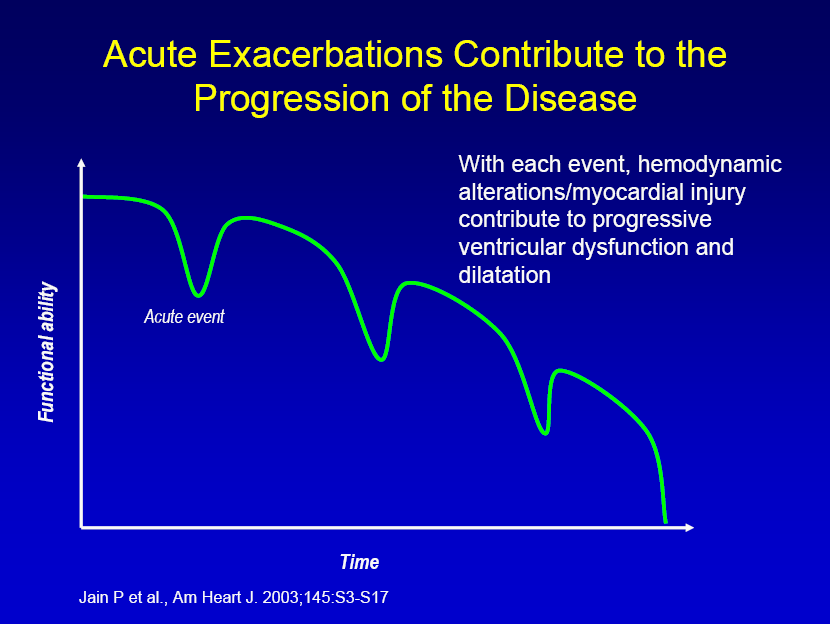 Acute Exacerbations Contribute to the
Progression of the Disease
With each event, hemodynamic
alterations/myocardial injury
contribute to progressive
ventricular dysfunction and
dilatation
Acute event
Functional ability
Time
Jain P et al., Am Heart J. 2003;145:S3-S17